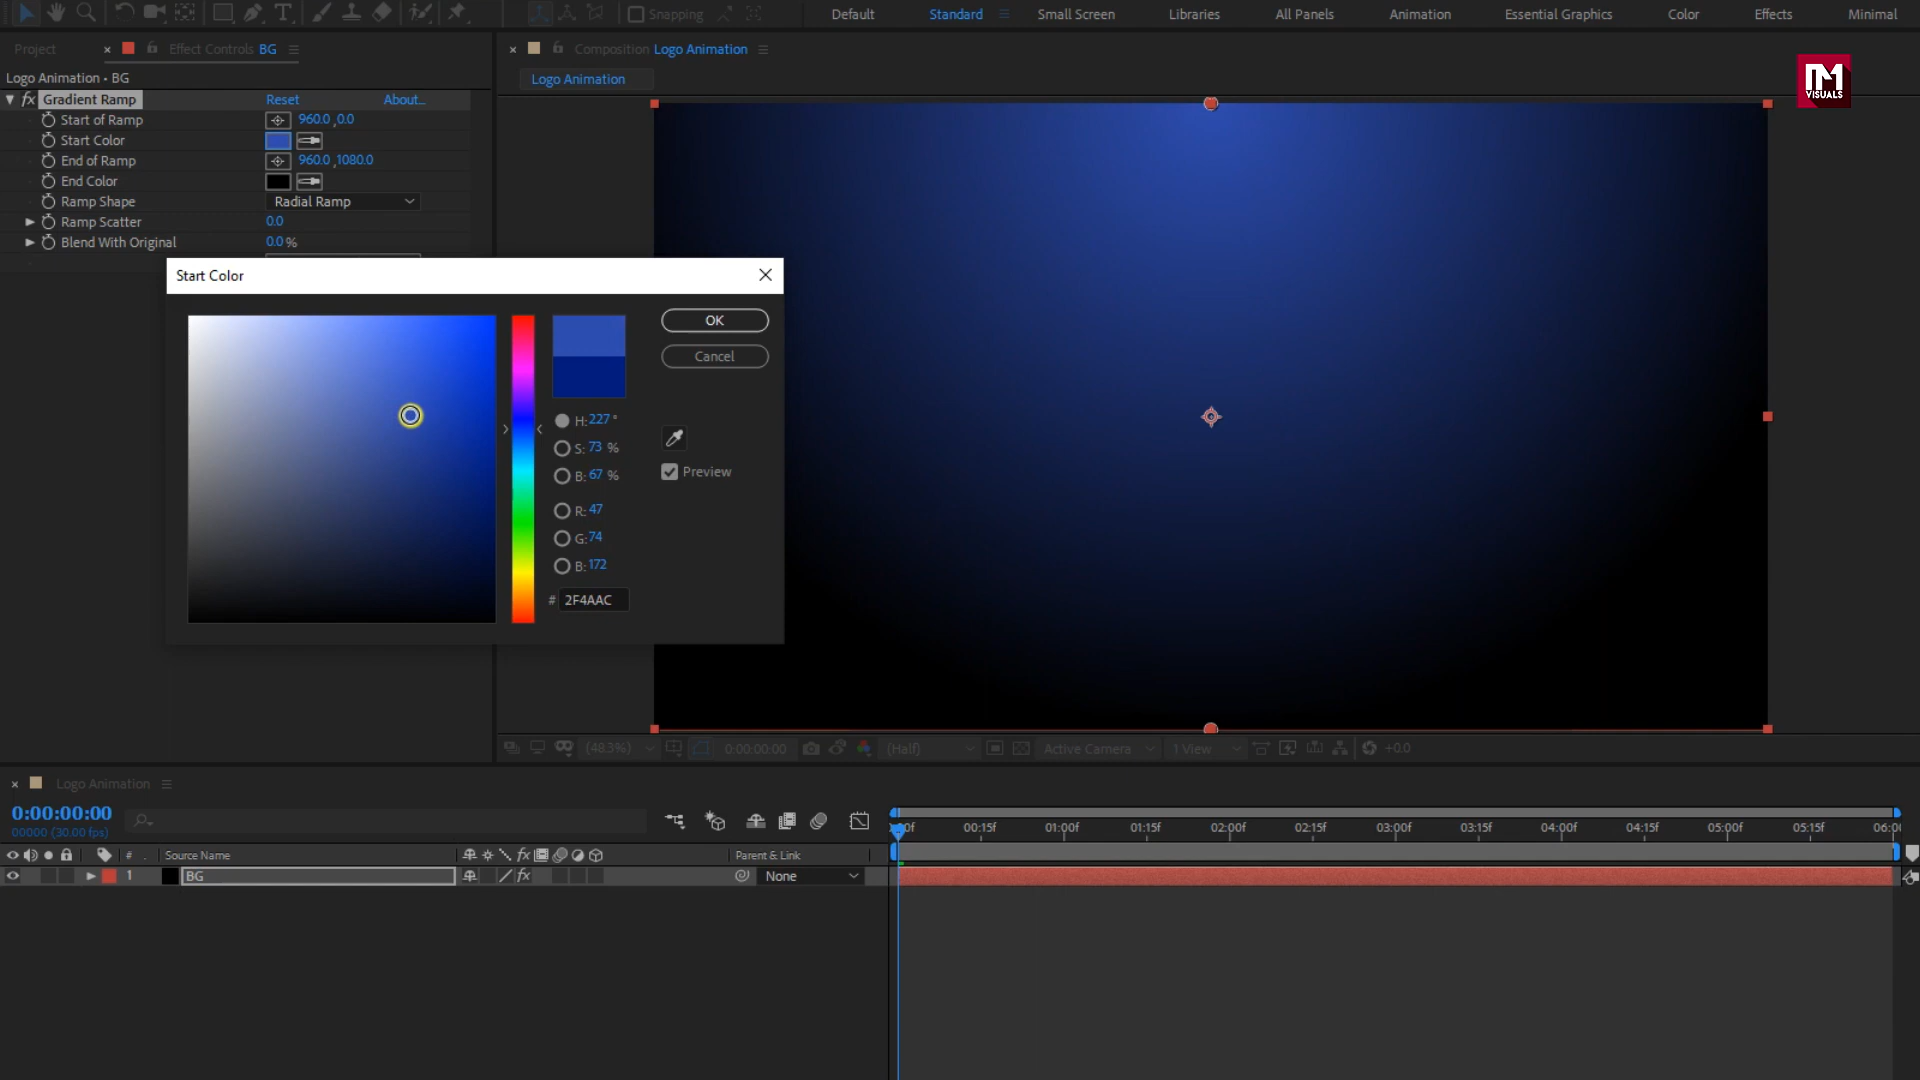 Snapping
Default
Standard
Small Screen
Libraries
All Panels
Animation
Essential Graphics
Color
Effects
Minimal
Project
Effect Controls BG
Composition Logo Animation
Logo Animation • BG
Logo Animation
VISUALS
fx Gradient Ramp Reset About...
Start of Ramp 960.0 ,0.0
Start Color
End of Ramp 960.0 ,1080.0
End Color
Ramp Shape Radial Ramp
Ramp Scatter 0.0
Blend With Original 0.0 %
Start Color
OK
Cancel
H: 227 °
S: 73 %
B: 67 %
Preview
R: 47
G: 74
B: 172
# 2F4AAC
(48.3%) 0:00:00:00 (Half) Active Camera 1 View +0.0
Logo Animation
0:00:00:00
00000 (30.00 fps)
00:15f 01:00f 01:15f 02:00f 02:15f 03:00f 03:15f 04:00f 04:15f 05:00f 05:15f
# Source Name fx Parent & Link
1 BG fx None